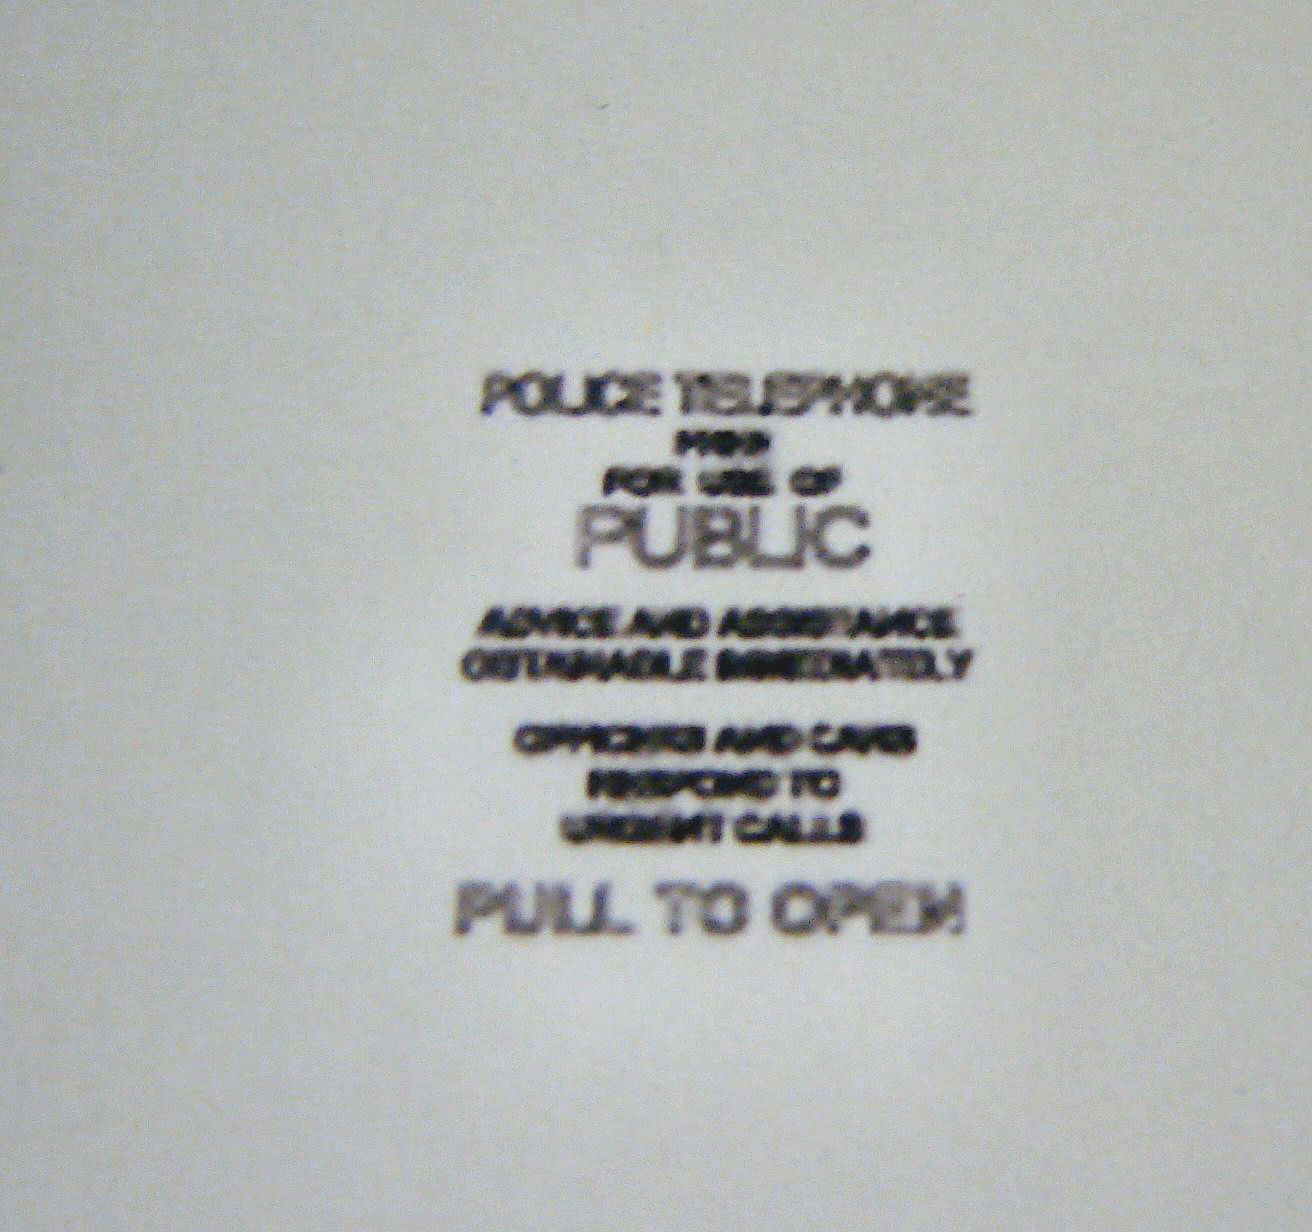 POLICE TELEPHONE
FREE
FOR USE OF
PUBLIC
ADVICE AND ASSISTANCE
OBTAINABLE IMMEDIATELY
OFFICERS AND CARS
RESPOND TO
URGENT CALLS
PULL TO OPEN